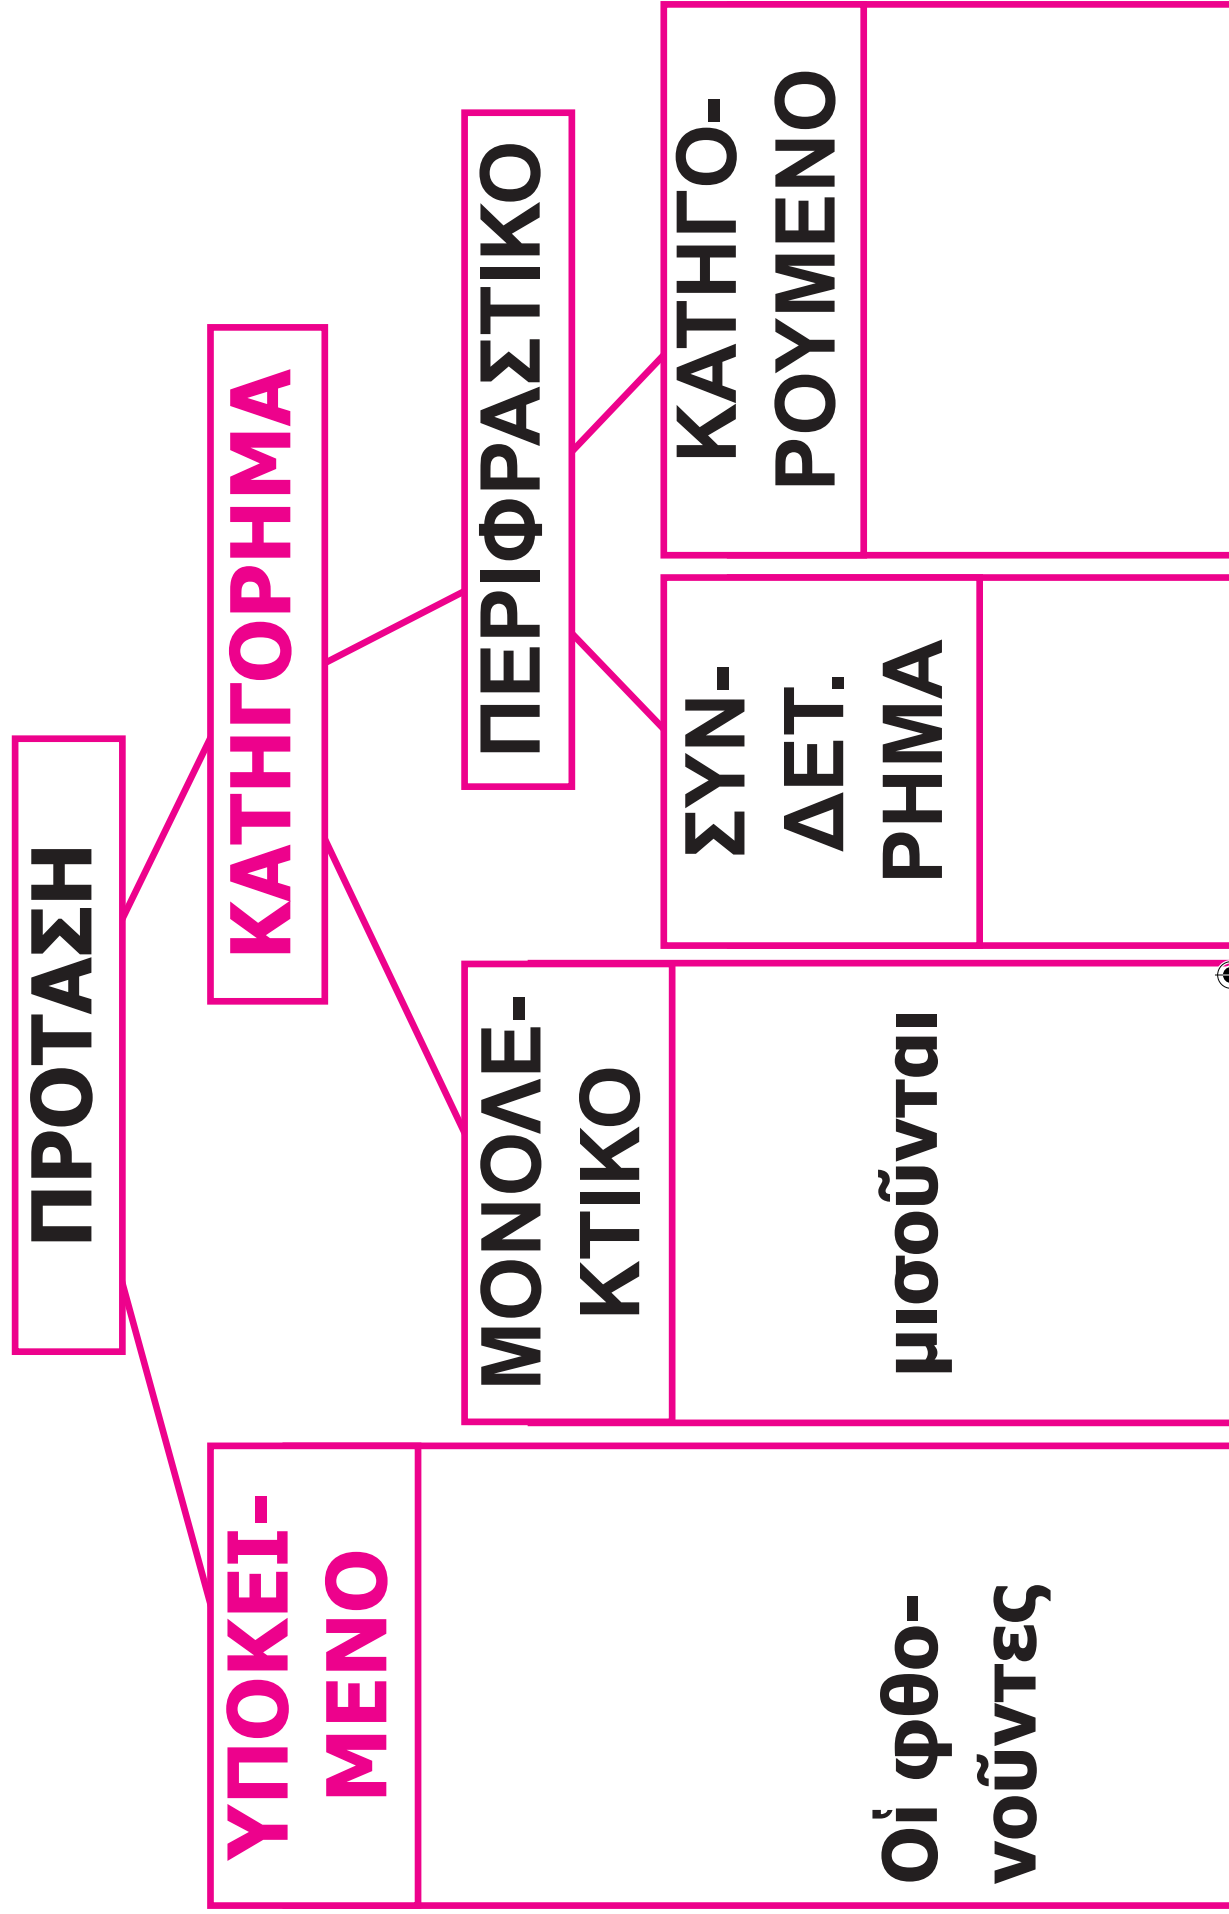 ΠΡΟΤΑΣΗ
ΚΑΤΗΓΟΡΗΜΑ
ΥΠΟΚΕΙ-
ΜΕΝΟ
ΜΟΝΟΛΕ-
ΚΤΙΚΟ
ΠΕΡΙΦΡΑΣΤΙΚΟ
ΣΥΝ-
ΔΕΤ.
ΡΗΜΑ
ΚΑΤΗΓΟ-
ΡΟΥΜΕΝΟ
Οἱ φθο-
νοῦντες
μισοῦνται